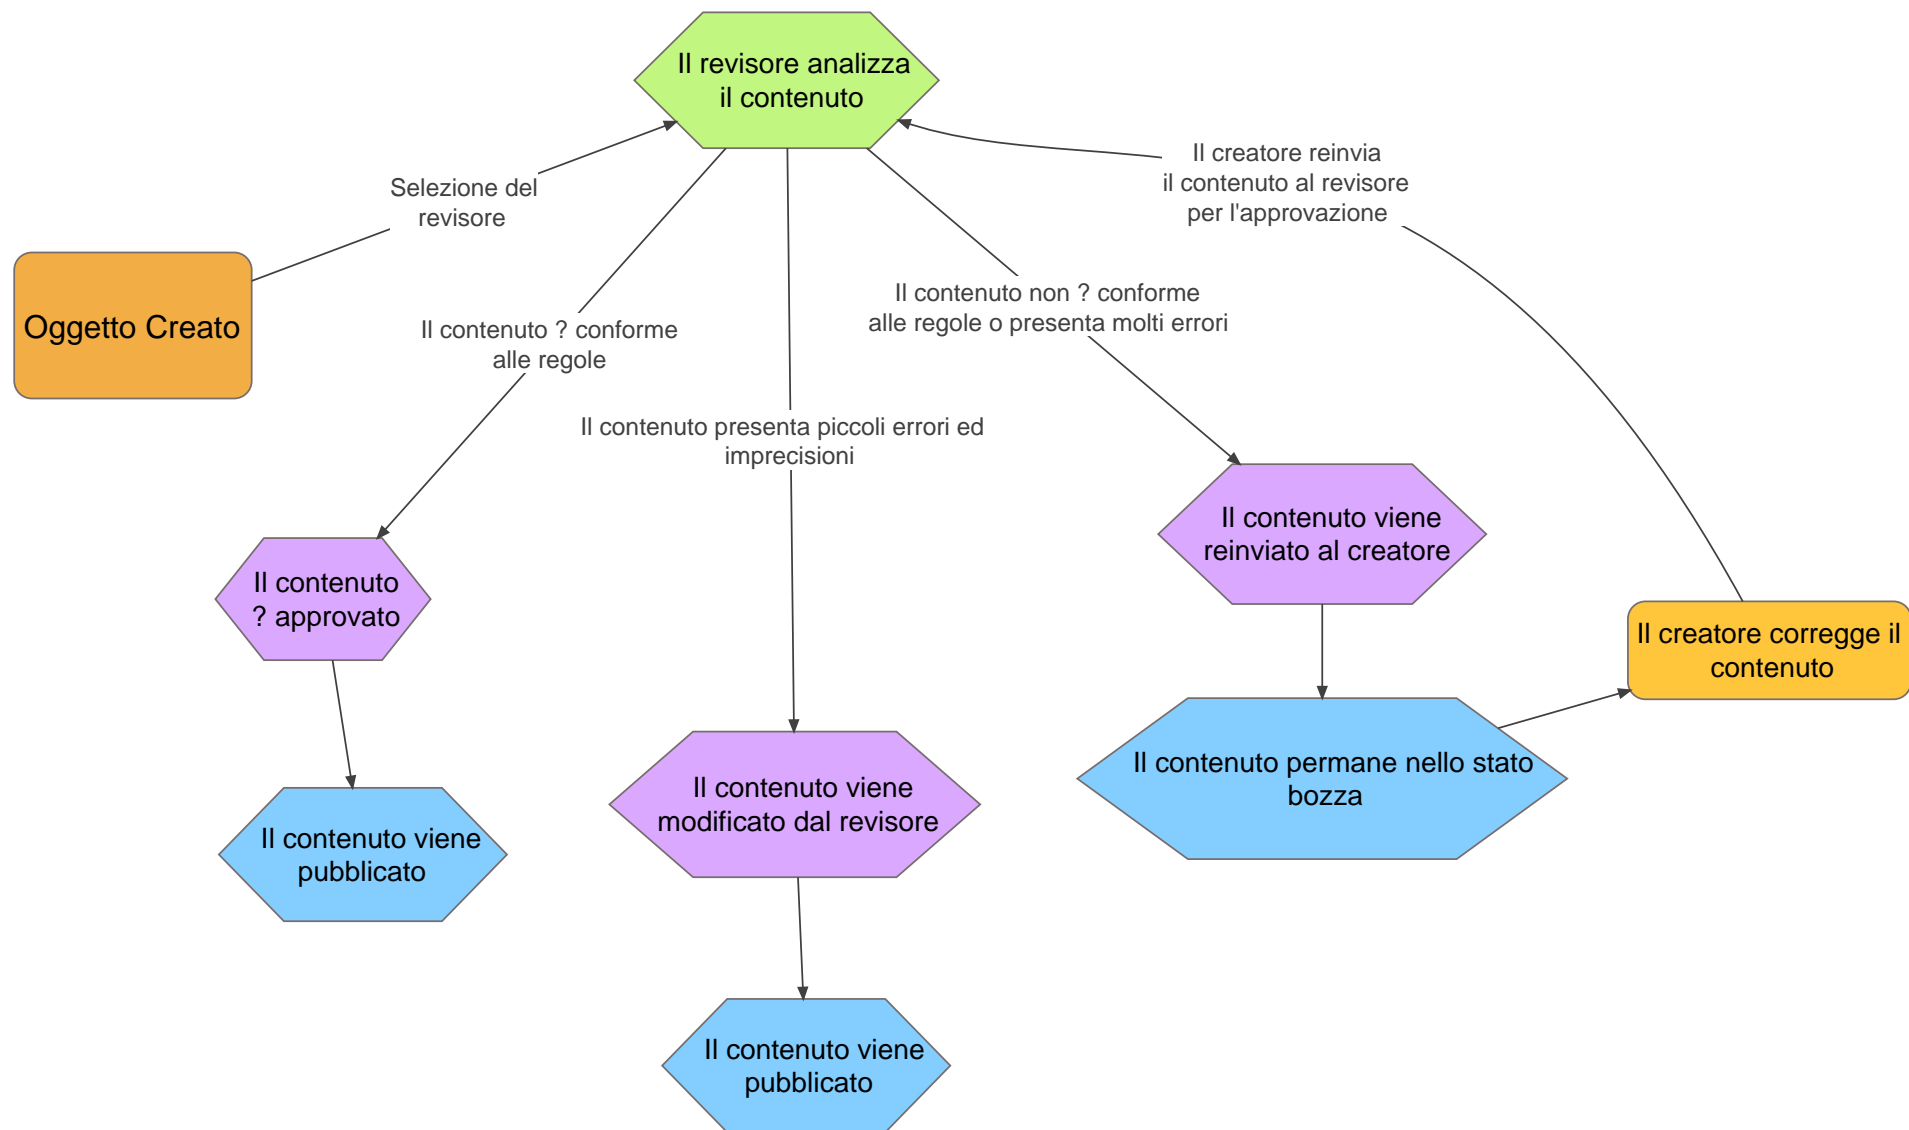 Il revisore analizza
il contenuto
Selezione del
revisore
Il creatore reinvia
il contenuto al revisore
per l'approvazione
Oggetto Creato
Il contenuto ? conforme
alle regole
Il contenuto non ? conforme
alle regole o presenta molti errori
Il contenuto presenta piccoli errori ed
imprecisioni
Il contenuto viene
reinviato al creatore
Il contenuto
? approvato
Il creatore corregge il
contenuto
Il contenuto permane nello stato
bozza
Il contenuto viene
modificato dal revisore
Il contenuto viene
pubblicato
Il contenuto viene
pubblicato